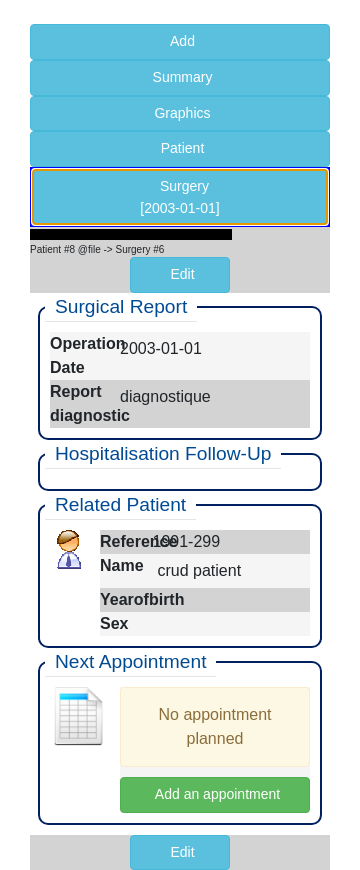 Add
Summary
Graphics
Patient
Surgery
[2003-01-01]
Patient #8 @file -> Surgery #6
Edit
Surgical Report
Operation Date 2003-01-01
Report diagnostic diagnostique
Hospitalisation Follow-Up
Related Patient
Reference 1991-299
Name crud patient
Yearofbirth
Sex
Next Appointment
No appointment
planned
Add an appointment
Edit